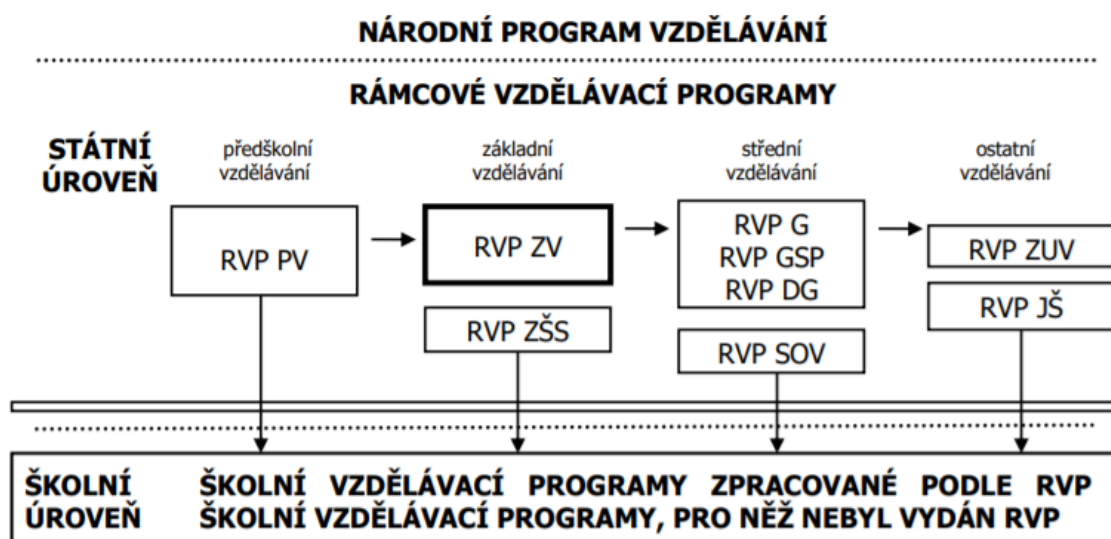 NÁRODNÍ PROGRAM VZDĚLÁVÁNÍ
RÁMCOVÉ VZDĚLÁVACÍ PROGRAMY
STÁTNÍ
ÚROVEŇ
předškolní
vzdělávání
základní
vzdělávání
střední
vzdělávání
ostatní
vzdělávání
RVP PV
RVP ZV
RVP ZŠS
RVP G
RVP GSP
RVP DG
RVP SOV
RVP ZUV
RVP JŠ
ŠKOLNÍ
ÚROVEŇ
ŠKOLNÍ VZDĚLÁVACÍ PROGRAMY ZPRACOVANÉ PODLE RVP
ŠKOLNÍ VZDĚLÁVACÍ PROGRAMY, PRO NĚŽ NEBYL VYDÁN RVP